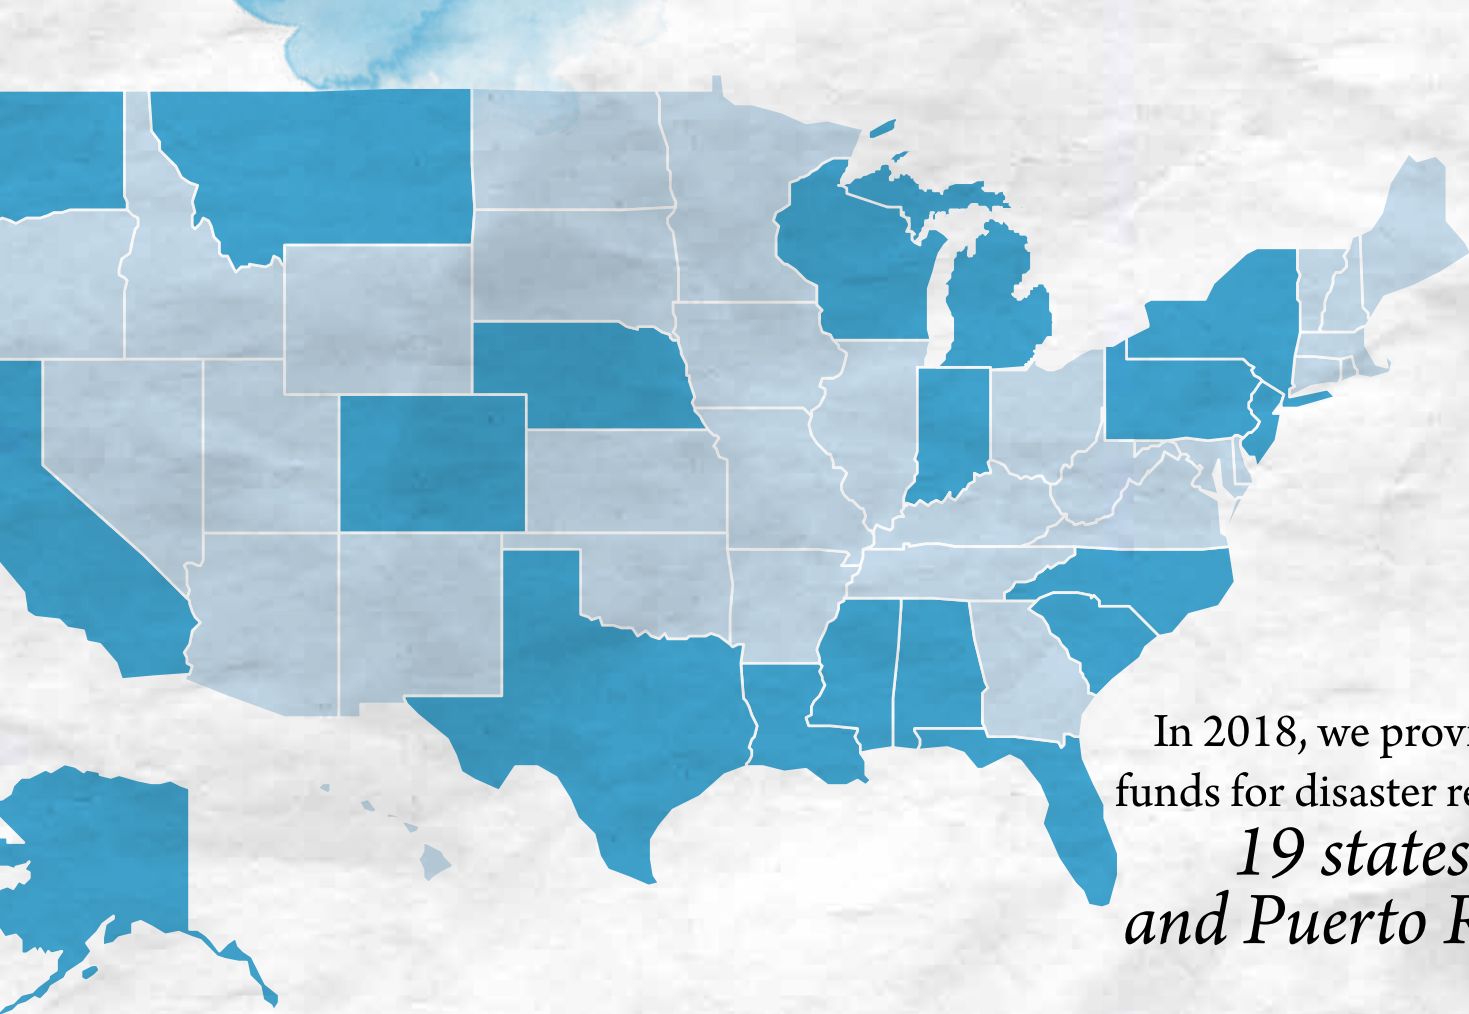 In 2018, we provi
funds for disaster re
19 states
and Puerto R